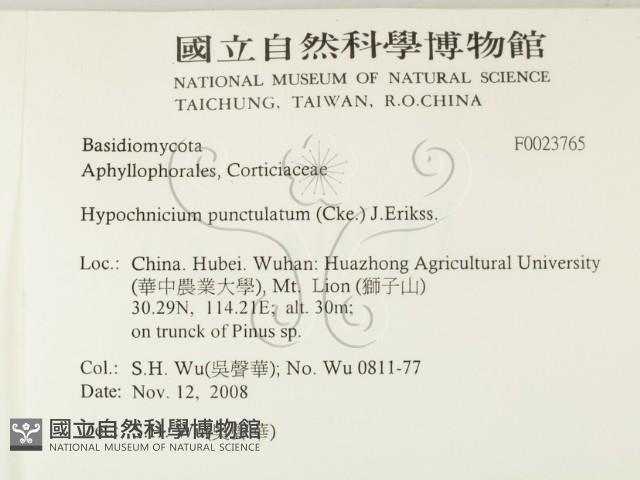 國立自然科學博物館
NATIONAL MUSEUM OF NATURAL SCIENCE
TAICHUNG, TAIWAN, R.O.CHINA
Basidiomycota F0023765
Aphyllophorales, Corticiaceae
Hypochnicium punctulatum (Cke.) J.Erikss.
Loc.: China. Hubei. Wuhan: Huazhong Agricultural University
(華中農業大學), Mt. Lion (獅子山)
30.29N, 114.21E; alt. 30m;
on trunck of Pinus sp.
Col.: S.H. Wu(吳聲華); No. Wu 0811-77
Date: Nov. 12, 2008
國立自然科學博物館
NATIONAL MUSEUM OF NATURAL SCIENCE